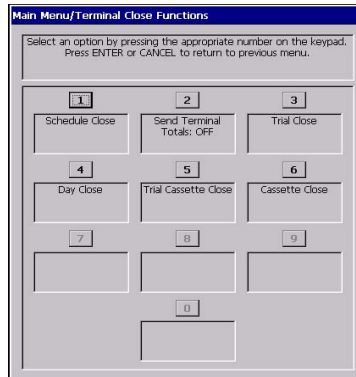 Main Menu/Terminal Close Functions
Select an option by pressing the appropriate number on the keypad.
Press ENTER or CANCEL to return to previous menu.
1 2 3
Schedule Close Send Terminal Trial Close
Totals: OFF
4 5 6
Day Close Trial Cassette Close Cassette Close
7 8 9
0